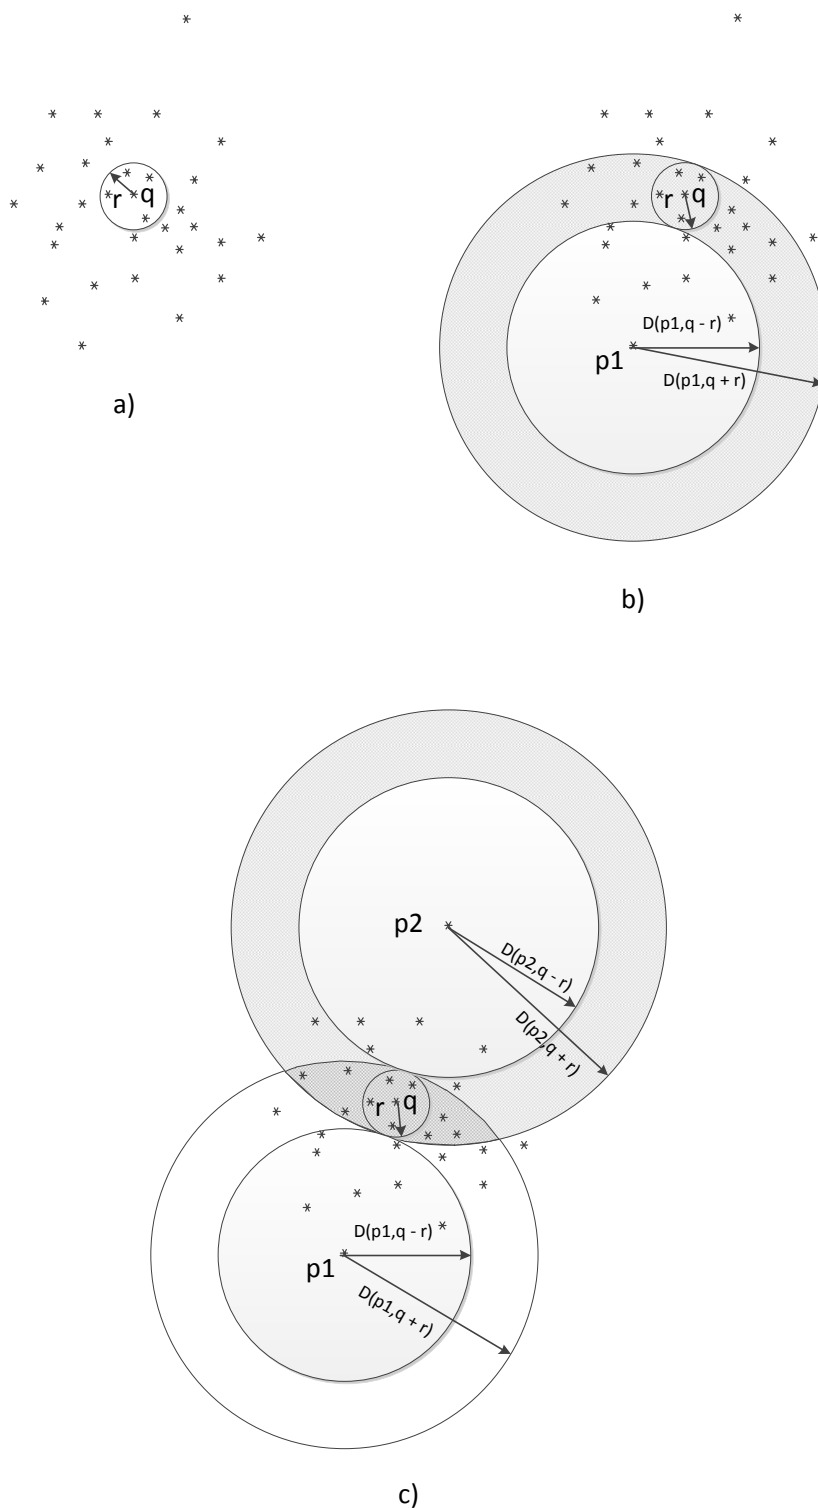 r q
a)
r q
D(p1,q - r)
p1
D(p1,q + r)
b)
p2
D(p2,q - r)
D(p2,q + r)
r q
D(p1,q - r)
p1
D(p1,q + r)
c)